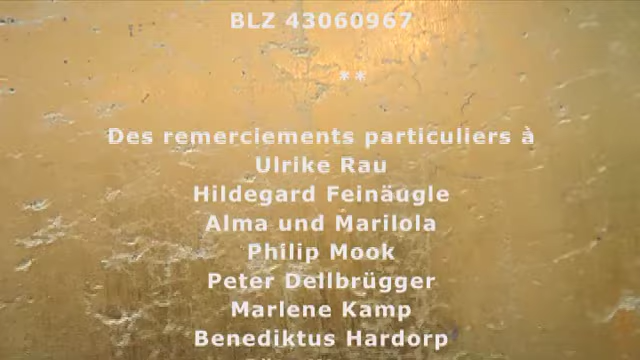 BLZ 43060967
**
Des remerciements particuliers à
Ulrike Rau
Hildegard Feinäugle
Alma und Marilola
Philip Mook
Peter Dellbrügger
Marlene Kamp
Benediktus Hardorp